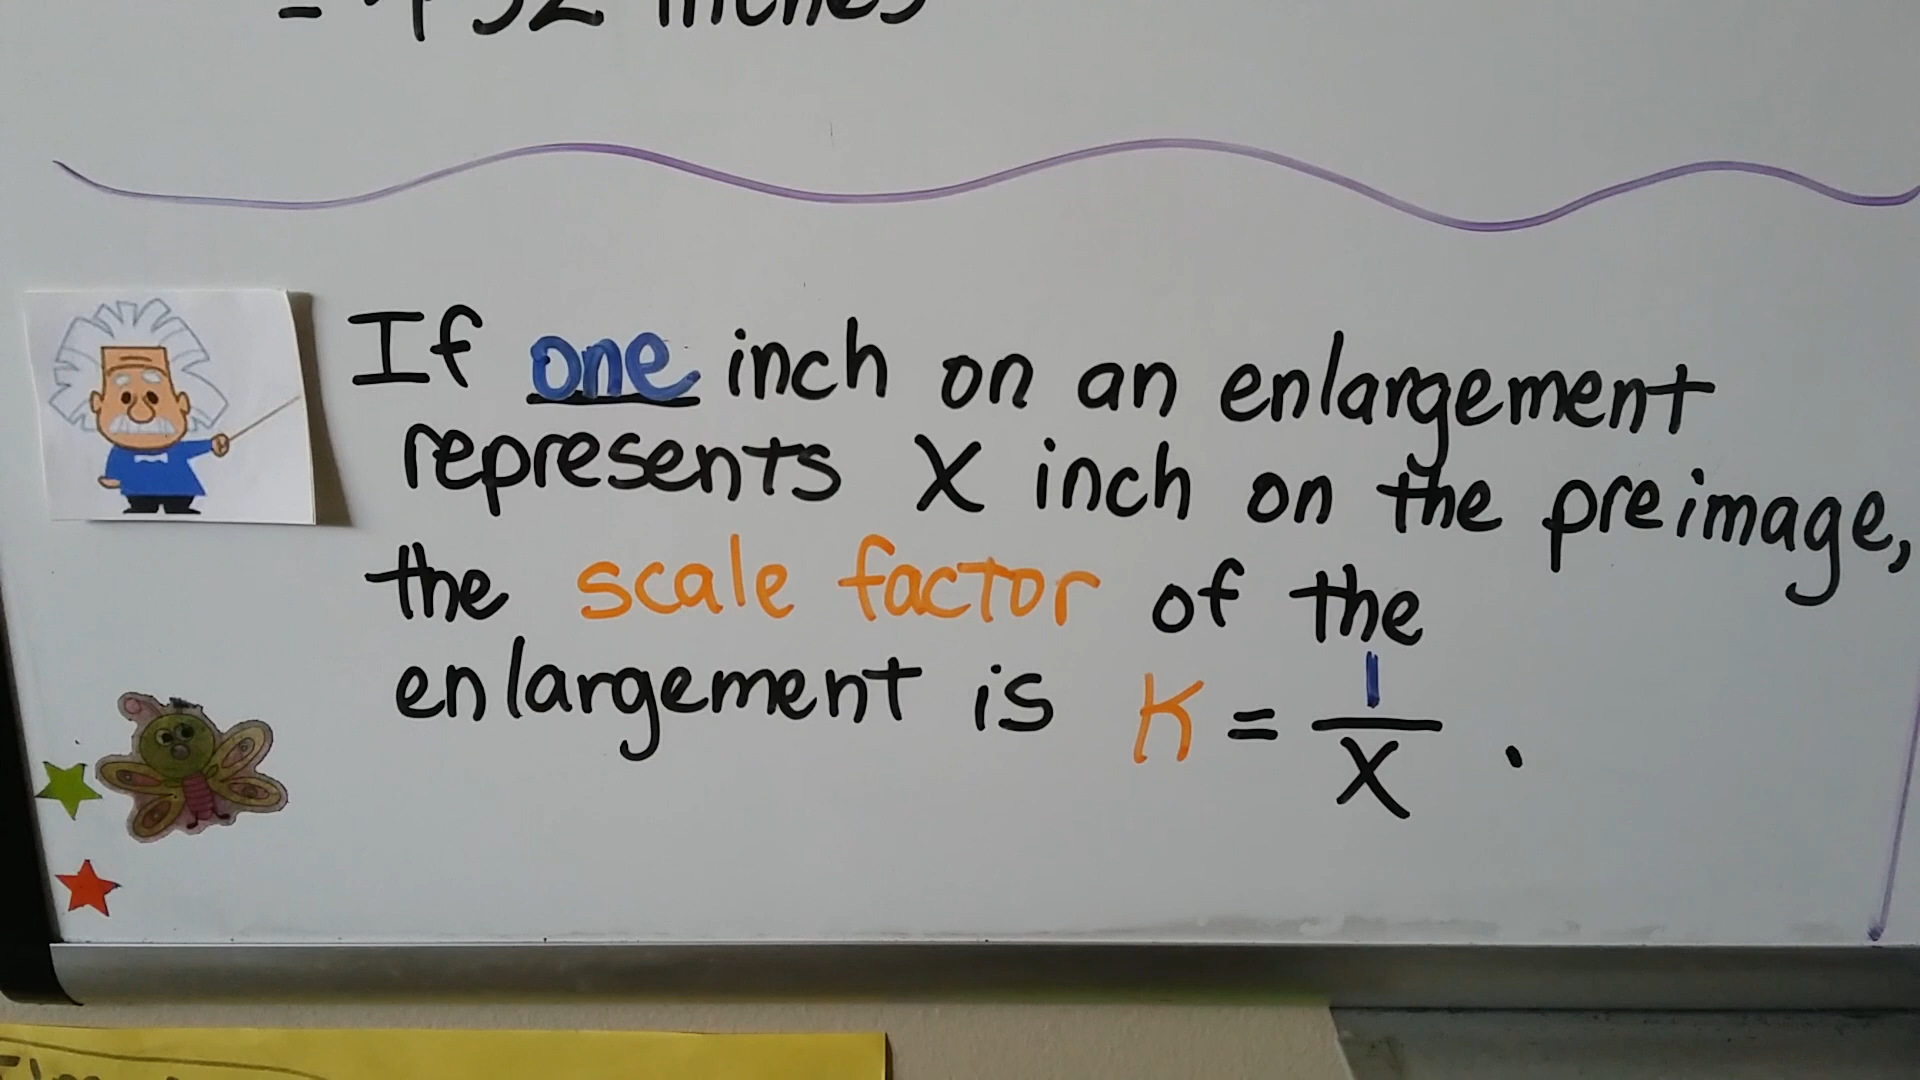 inches
If one inch on an enlargement
represents X inch on the preimage,
the scale factor of the
enlargement is K = 1/X .